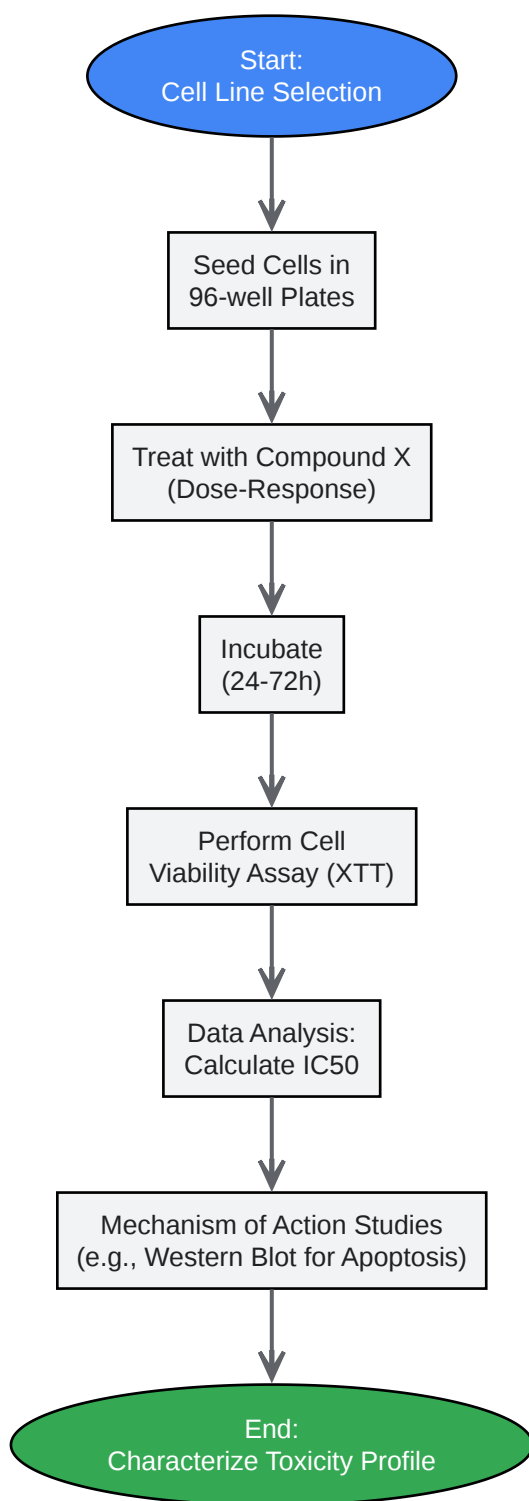 Start:
Cell Line Selection
Seed Cells in
96-well Plates
Treat with Compound X
(Dose-Response)
Incubate
(24-72h)
Perform Cell
Viability Assay (XTT)
Data Analysis:
Calculate IC50
Mechanism of Action Studies
(e.g., Western Blot for Apoptosis)
End:
Characterize Toxicity Profile